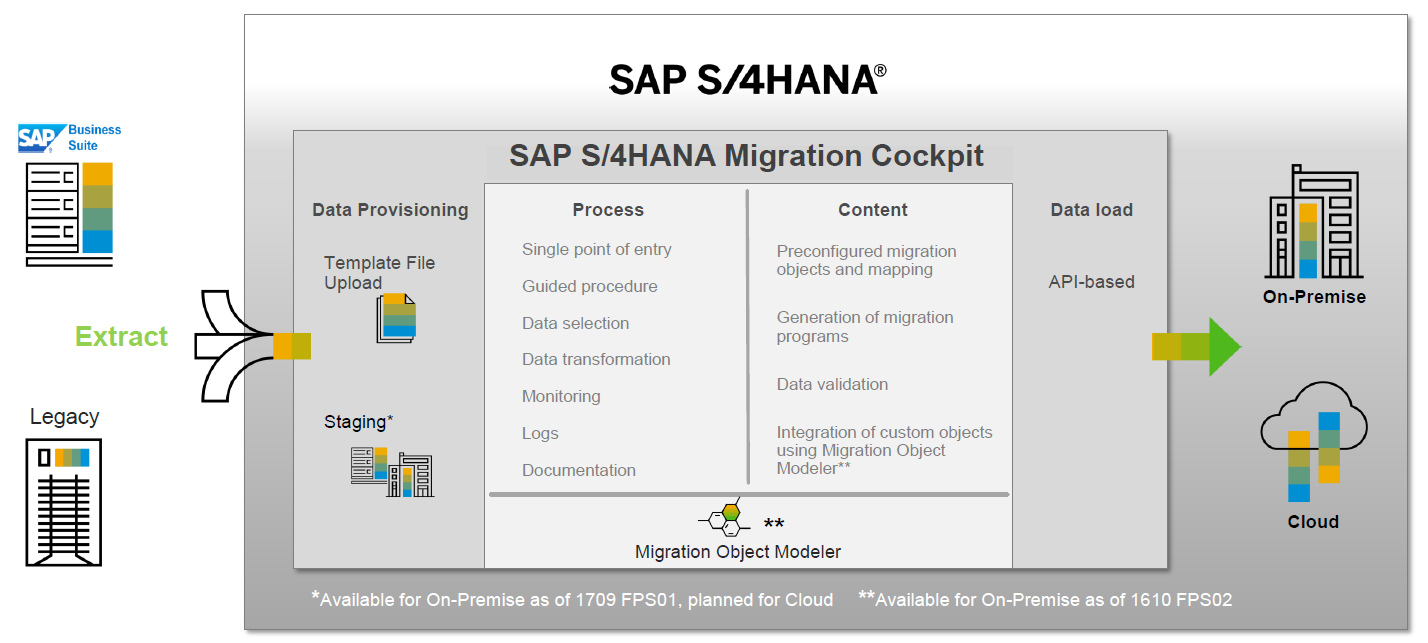 SAP S/4HANA®
SAP Business
Suite
Extract
Legacy
SAP S/4HANA Migration Cockpit
Data Provisioning
Template File
Upload
Staging*
Process
Single point of entry
Guided procedure
Data selection
Data transformation
Monitoring
Logs
Documentation
Content
Preconfigured migration
objects and mapping
Generation of migration
programs
Data validation
Integration of custom objects
using Migration Object
Modeler**
**
Migration Object Modeler
Data load
API-based
On-Premise
Cloud
*Available for On-Premise as of 1709 FPS01, planned for Cloud
**Available for On-Premise as of 1610 FPS02